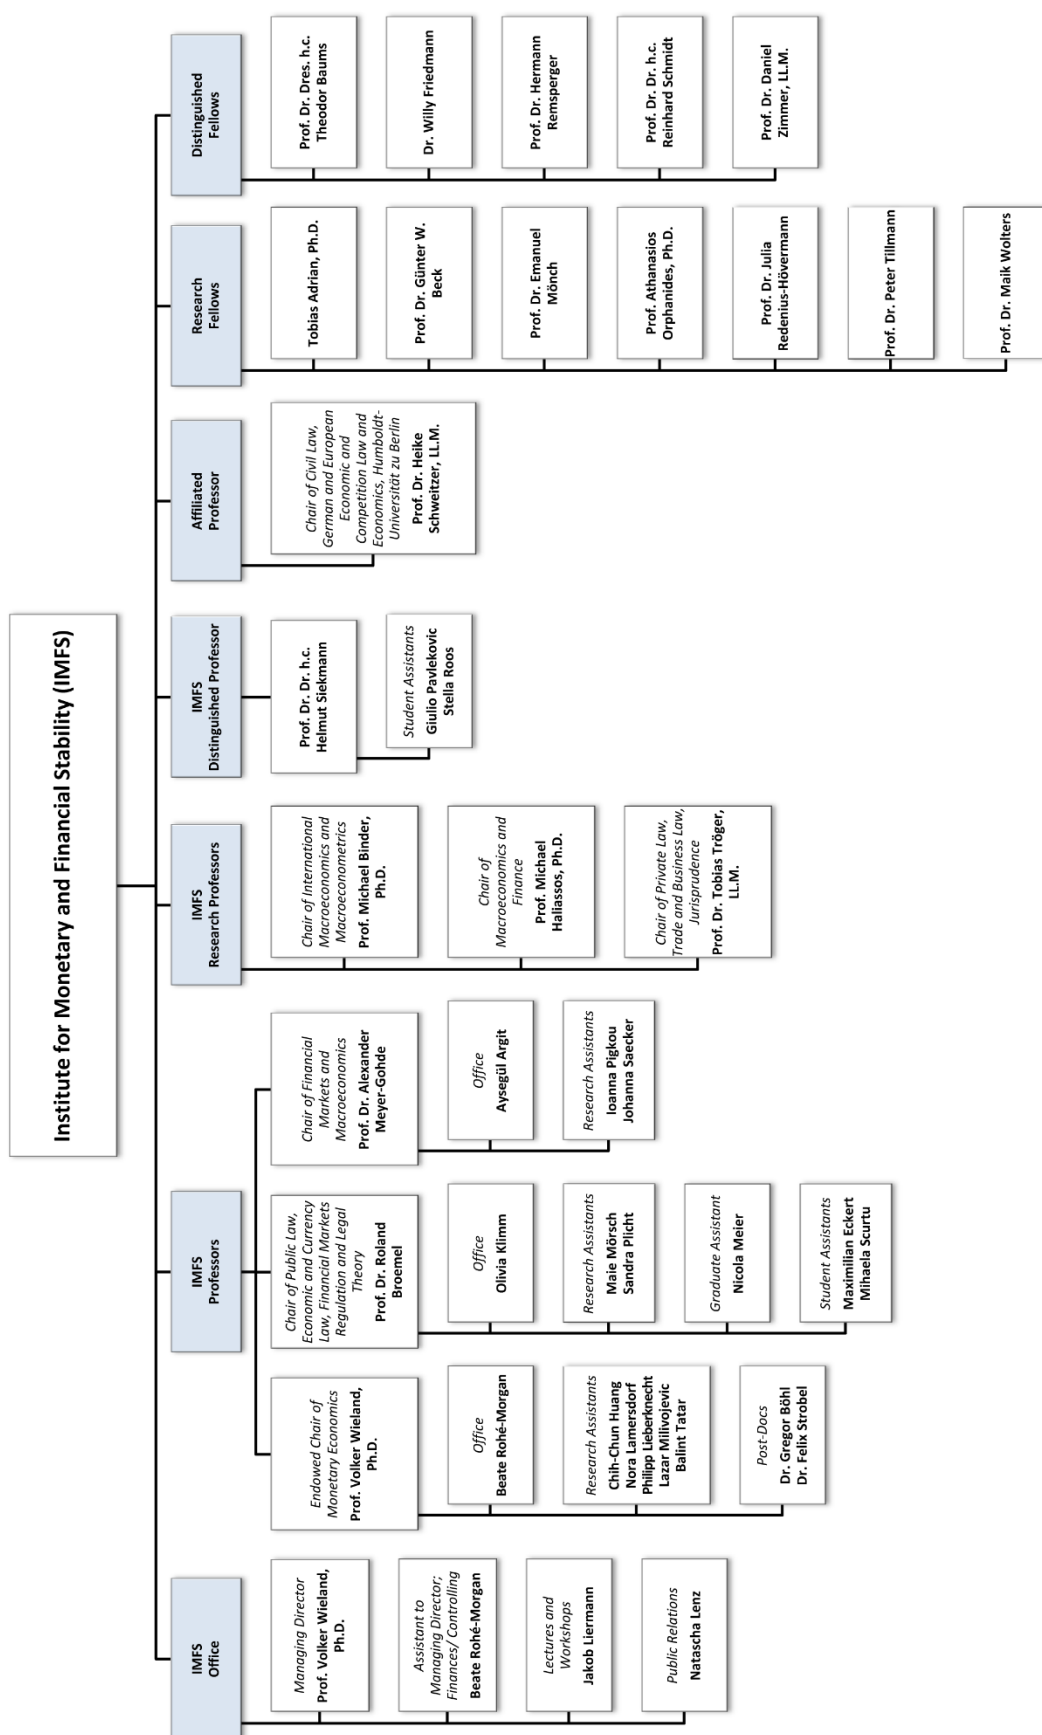 Institute for Monetary and Financial Stability (IMFS)
IMFS
Office
Managing Director
Prof. Volker Wieland,
Ph.D.
Assistant to
Managing Director;
Finances/ Controlling
Beate Rohé-Morgan
Lectures and
Workshops
Jakob Liermann
Public Relations
Natascha Lenz
IMFS
Professors
Endowed Chair of
Monetary Economics
Prof. Volker Wieland,
Ph.D.
Office
Beate Rohé-Morgan
Research Assistants
Chih-Chun Huang
Nora Lamersdorf
Philipp Lieberknecht
Lazar Milivojevic
Balint Tatar
Post-Docs
Dr. Gregor Böhl
Dr. Felix Strobel
Chair of Public Law,
Economic and Currency
Law, Financial Markets
Regulation and Legal
Theory
Prof. Dr. Roland
Broemel
Office
Olivia Klimm
Research Assistants
Maie Mörsch
Sandra Plicht
Graduate Assistant
Nicola Meier
Student Assistants
Maximilian Eckert
Mihaela Scurtu
Chair of Financial
Markets and
Macroeconomics
Prof. Dr. Alexander
Meyer-Gohde
Office
Aysegül Argit
Research Assistants
Ioanna Pigkou
Johanna Saecker
IMFS
Research Professors
Chair of International
Macroeconomics and
Macroeconometrics
Prof. Michael Binder,
Ph.D.
Chair of
Macroeconomics and
Finance
Prof. Michael
Haliassos, Ph.D.
Chair of Private Law,
Trade and Business Law,
Jurisprudence
Prof. Dr. Tobias Tröger,
LL.M.
IMFS
Distinguished Professor
Prof. Dr. Dr. h.c.
Helmut Siekmann
Student Assistants
Giulio Pavlekovic
Stella Roos
Affiliated
Professor
Chair of Civil Law,
German and European
Economic and
Competition Law and
Economics, Humboldt-
Universität zu Berlin
Prof. Dr. Heike
Schweitzer, LL.M.
Research
Fellows
Tobias Adrian, Ph.D.
Prof. Dr. Günter W.
Beck
Prof. Dr. Emanuel
Mönch
Prof. Athanasios
Orphanides, Ph.D.
Prof. Dr. Julia
Redenius-Hövermann
Prof. Dr. Peter Tillmann
Prof. Dr. Maik Wolters
Distinguished
Fellows
Prof. Dr. Dres. h.c.
Theodor Baums
Dr. Willy Friedmann
Prof. Dr. Hermann
Remsperger
Prof. Dr. Dr. h.c.
Reinhard Schmidt
Prof. Dr. Daniel
Zimmer, LL.M.